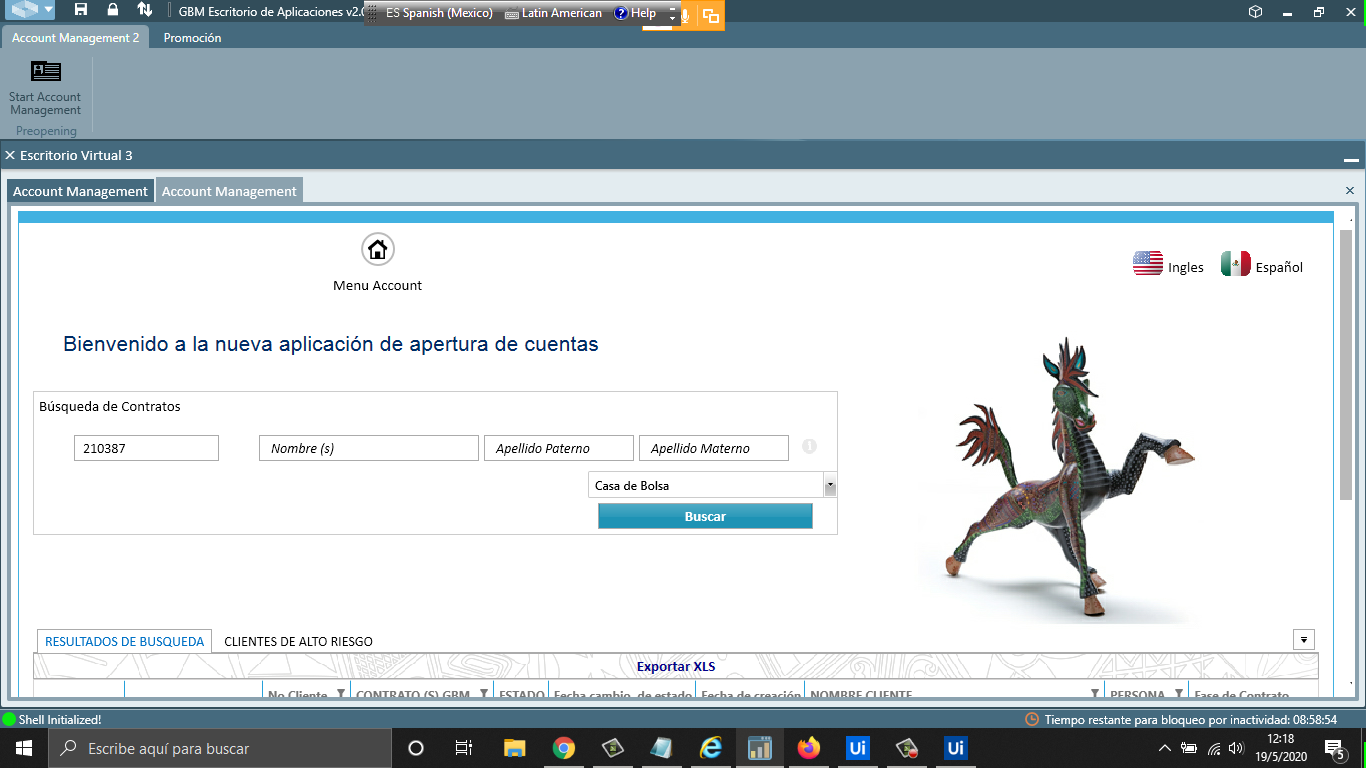 GBM Escritorio de Aplicaciones v2.0
ES Spanish (Mexico) Latin American Help
Account Management 2 Promoción
Start Account
Management
Preopening
Escritorio Virtual 3
Account Management Account Management
Menu Account
Ingles Español
Bienvenido a la nueva aplicación de apertura de cuentas
Búsqueda de Contratos
210387 Nombre (s) Apellido Paterno Apellido Materno
Casa de Bolsa
Buscar
RESULTADOS DE BUSQUEDA CLIENTES DE ALTO RIESGO
Exportar XLS
No Cliente CONTRATO (S) GBM ESTADO Fecha cambio de estado Fecha de creación NOMBRE CLIENTE PERSONA Fase de Contrato
Shell Initialized! Tiempo restante para bloqueo por inactividad: 08:58:54
Escribe aquí para buscar
Ui Ui
12:18
19/5/2020
5